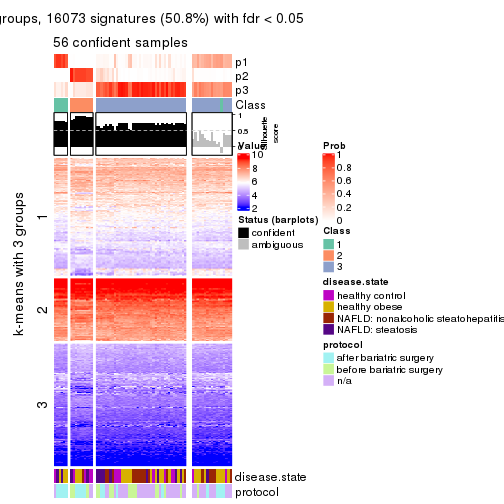 groups, 16073 signatures (50.8%) with fdr < 0.05
56 confident samples
p1
p2
p3
Class
1
0.5
0
Silhouette
score
k-means with 3 groups
1
2
3
disease.state
protocol
Value
10
8
6
4
2
Status (barplots)
confident
ambiguous
Prob
1
0.8
0.6
0.4
0.2
0
Class
1
2
3
disease.state
healthy control
healthy obese
NAFLD: nonalcoholic steatohepatitis
NAFLD: steatosis
protocol
after bariatric surgery
before bariatric surgery
n/a